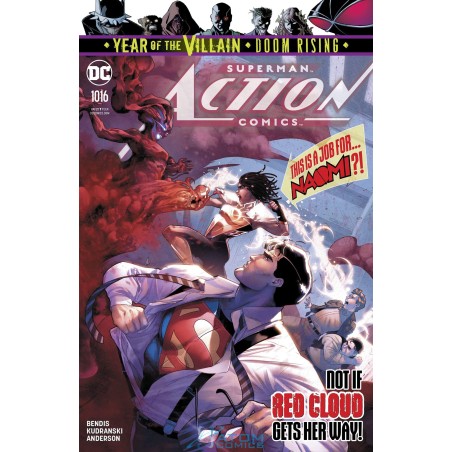 YEAR OF THE VILLAIN • DOOM RISING
DC
1016
SUPERMAN
ACTION
COMICS™
THIS IS A JOB FOR...
NAOMI?!
NOT IF
RED CLOUD
GETS HER WAY!
BENDIS
KUDRANSKI
ANDERSON